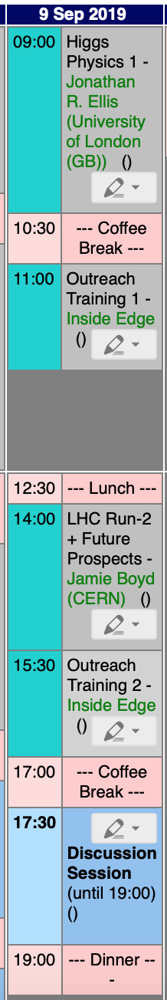 9 Sep 2019
09:00 Higgs
Physics 1 -
Jonathan
R. Ellis
(University
of London
(GB)) ()
10:30 --- Coffee
Break ---
11:00 Outreach
Training 1 -
Inside Edge
()
12:30 --- Lunch ---
14:00 LHC Run-2
+ Future
Prospects -
Jamie Boyd
(CERN) ()
15:30 Outreach
Training 2 -
Inside Edge
()
17:00 --- Coffee
Break ---
17:30
Discussion
Session
(until 19:00)
()
19:00 --- Dinner --
-